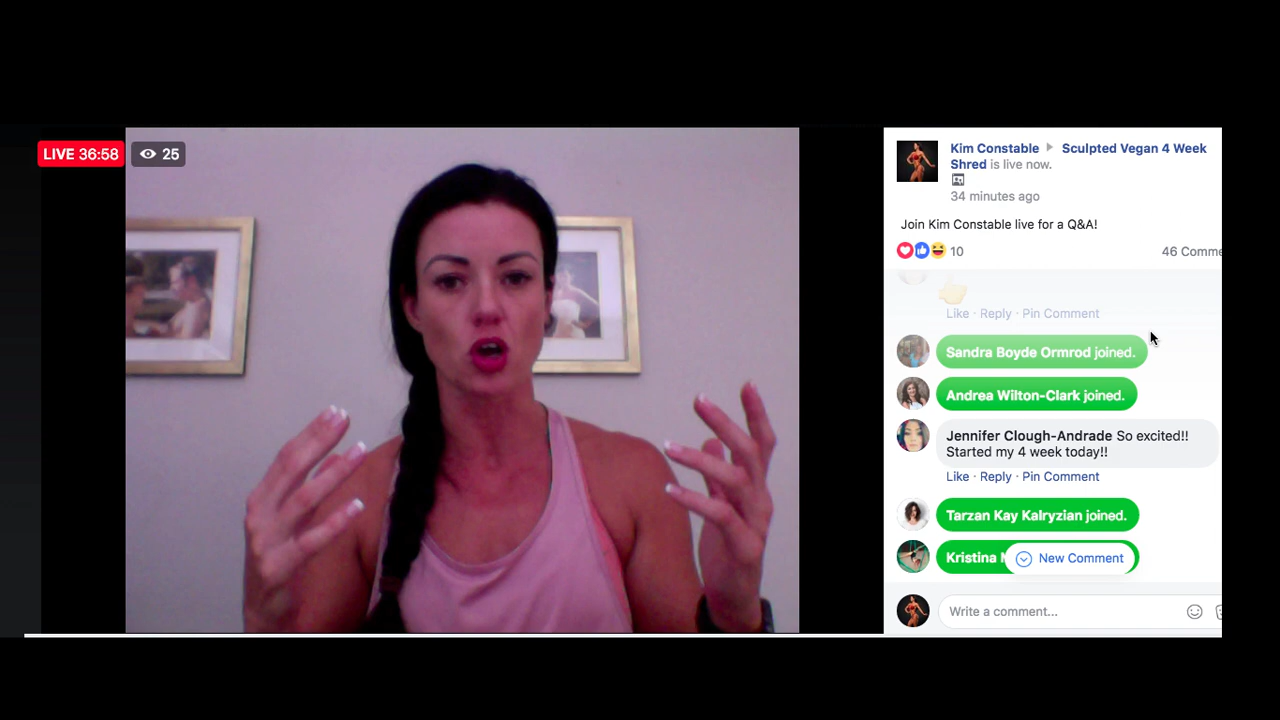 LIVE 36:58
25
Kim Constable Sculpted Vegan 4 Week
Shred is live now.
34 minutes ago
Join Kim Constable live for a Q&A!
10
46 Comme
Like · Reply · Pin Comment
Sandra Boyde Ormrod joined.
Andrea Wilton-Clark joined.
Jennifer Clough-Andrade So excited!!
Started my 4 week today!!
Like · Reply · Pin Comment
Tarzan Kay Kalryzian joined.
Kristina
New Comment
Write a comment...